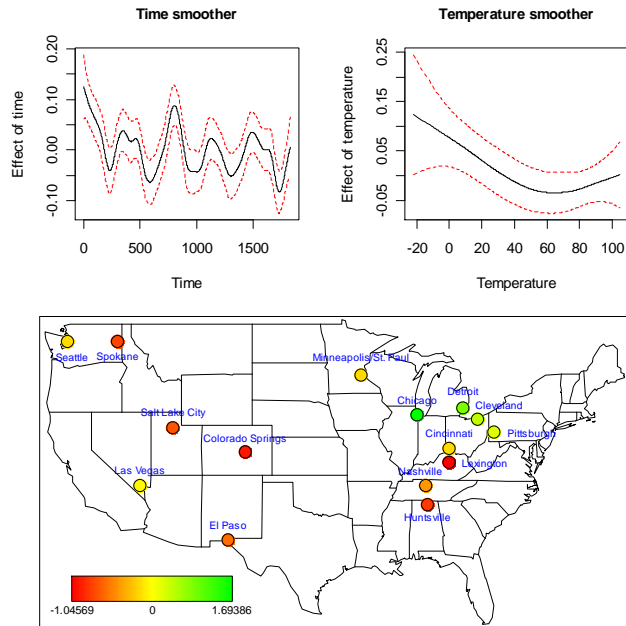 Time smoother
Temperature smoother
Effect of time
-0.10 0.00 0.10 0.20
0 500 1000 1500
Time
Effect of temperature
-0.05 0.05 0.15 0.25
-20 0 20 40 60 80 100
Temperature
Seattle
Spokane
Minneapolis/St. Paul
Chicago
Detroit
Cleveland
Salt Lake City
Colorado Springs
Cincinnati
Pittsburgh
Las Vegas
Nashville
Lexington
Huntsville
El Paso
-1.04569 0 1.69386